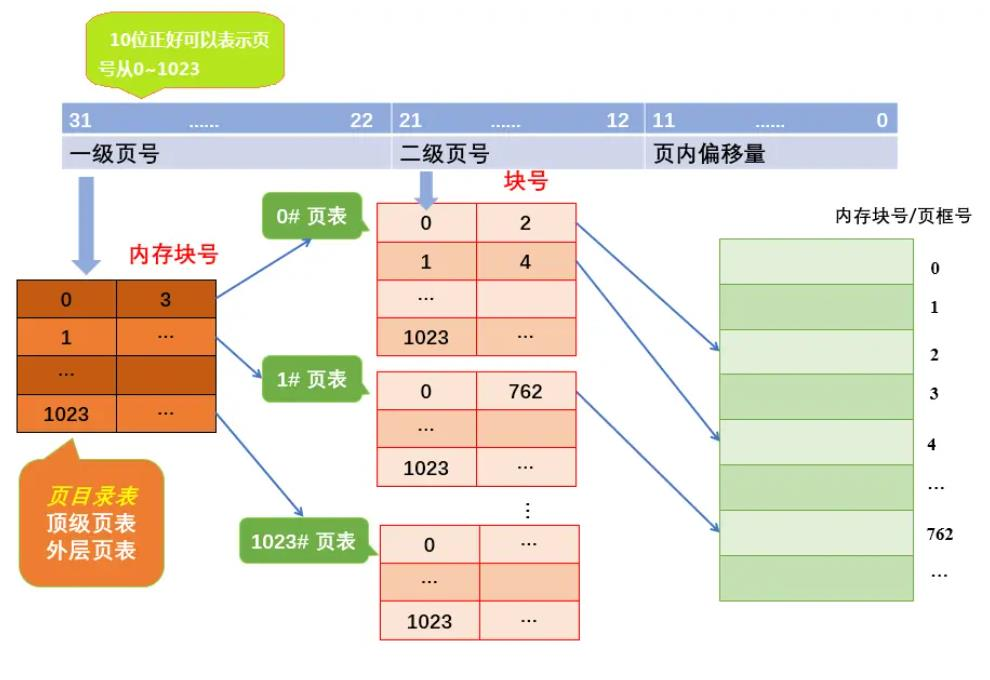 10位正好可以表示页
号从0~1023
31 …… 22 21 …… 12 11 …… 0
一级页号 二级页号 页内偏移量
块号
0# 页表
内存块号
内存块号/页框号
0 3
1 …
…
1023 …
0 2
1 4
…
1023 …
1# 页表
0 762
…
1023 …
⋮
1023# 页表
0 …
…
1023 …
页目录表
顶级页表
外层页表
0
1
2
3
4
…
762
…